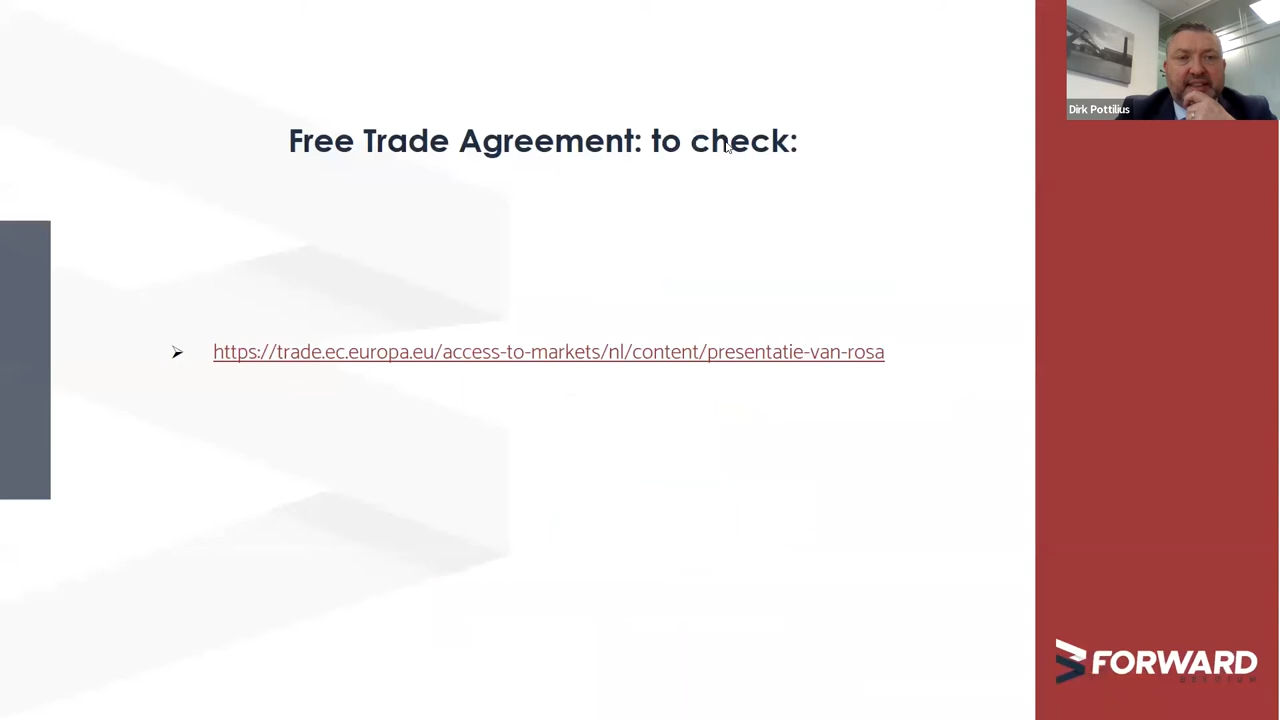 Dirk Pottilius
Free Trade Agreement: to check:
https://trade.ec.europa.eu/access-to-markets/nl/content/presentatie-van-rosa
FORWARD
BELGIUM